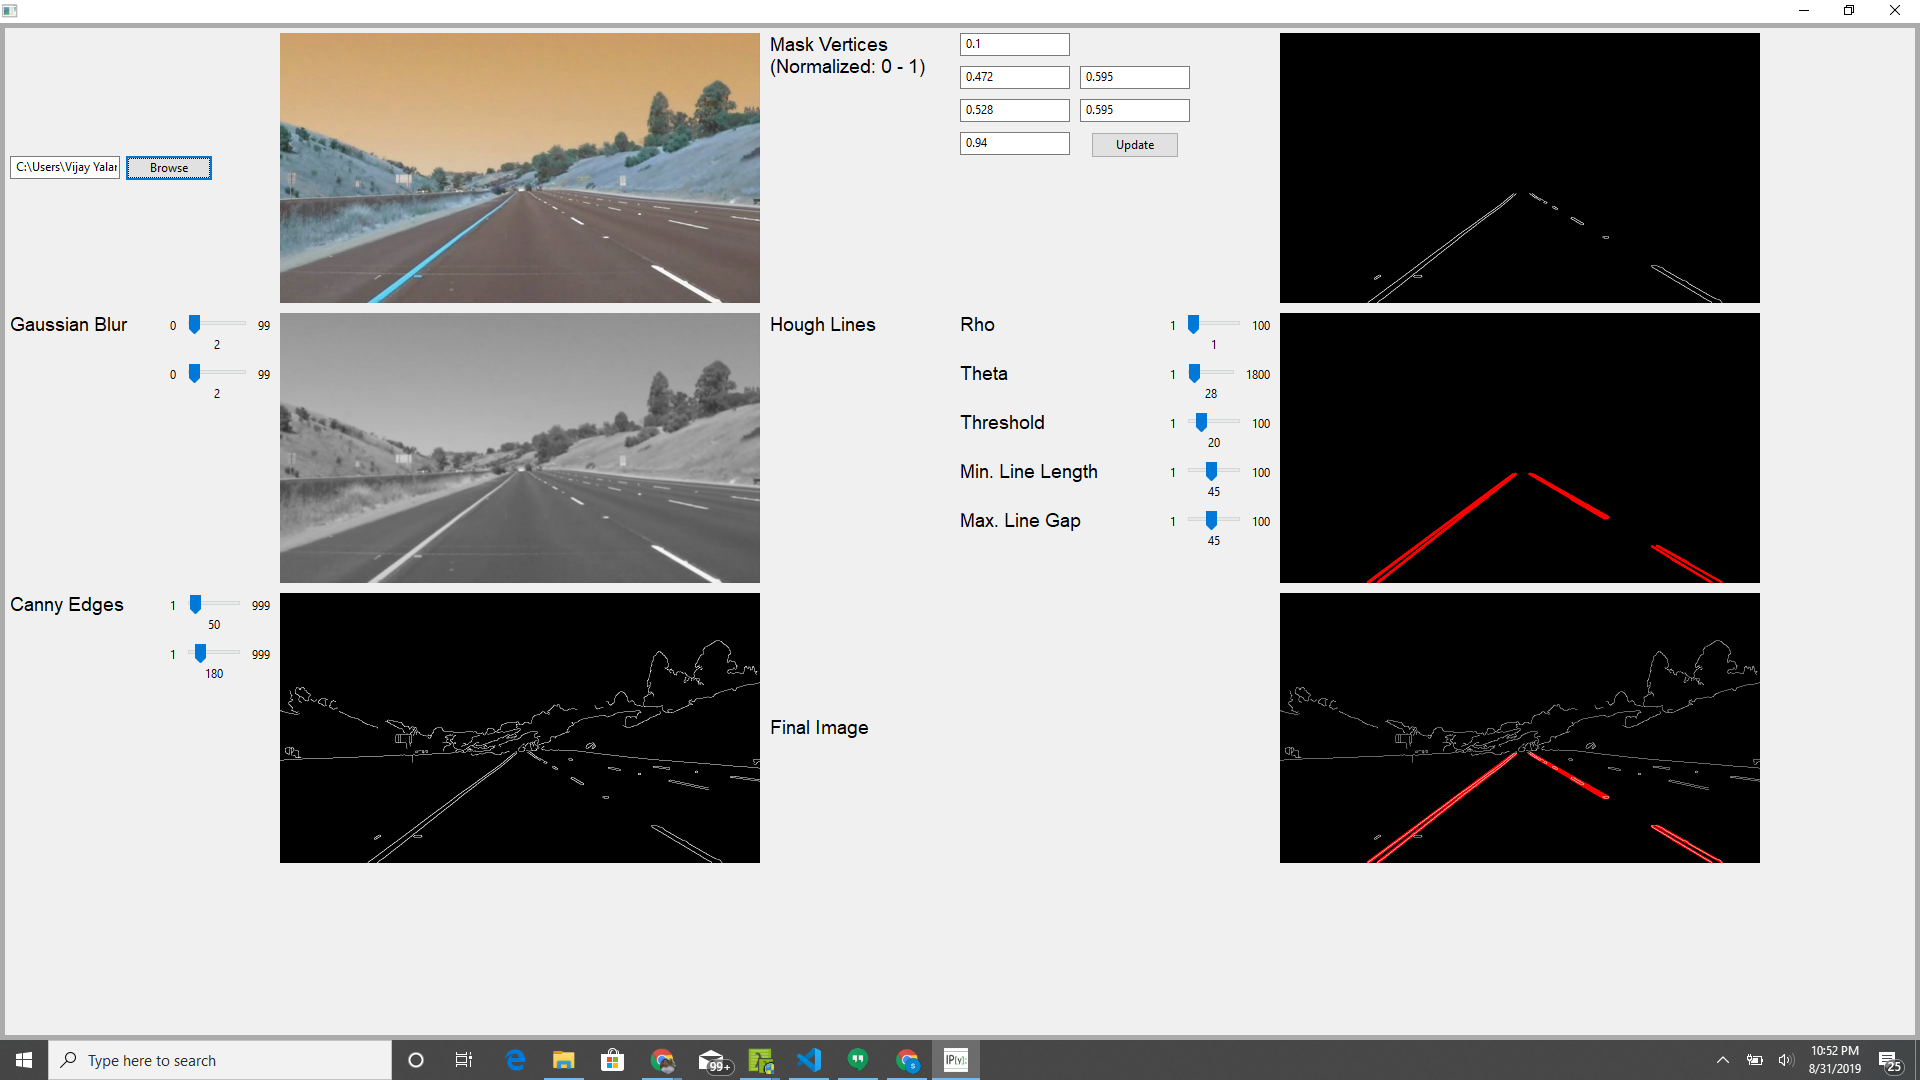 Mask Vertices
(Normalized: 0 - 1)
0.1
0.472 0.595
0.528 0.595
0.94 Update
C:\Users\Vijay Yalar Browse
Gaussian Blur 0 99
2
0 99
2
Hough Lines
Rho 1 100
1
Theta 1 1800
28
Threshold 1 100
20
Min. Line Length 1 100
45
Max. Line Gap 1 100
45
Canny Edges 1 999
50
1 999
180
Final Image
Type here to search
99+
IP[y]:
10:52 PM
8/31/2019
25